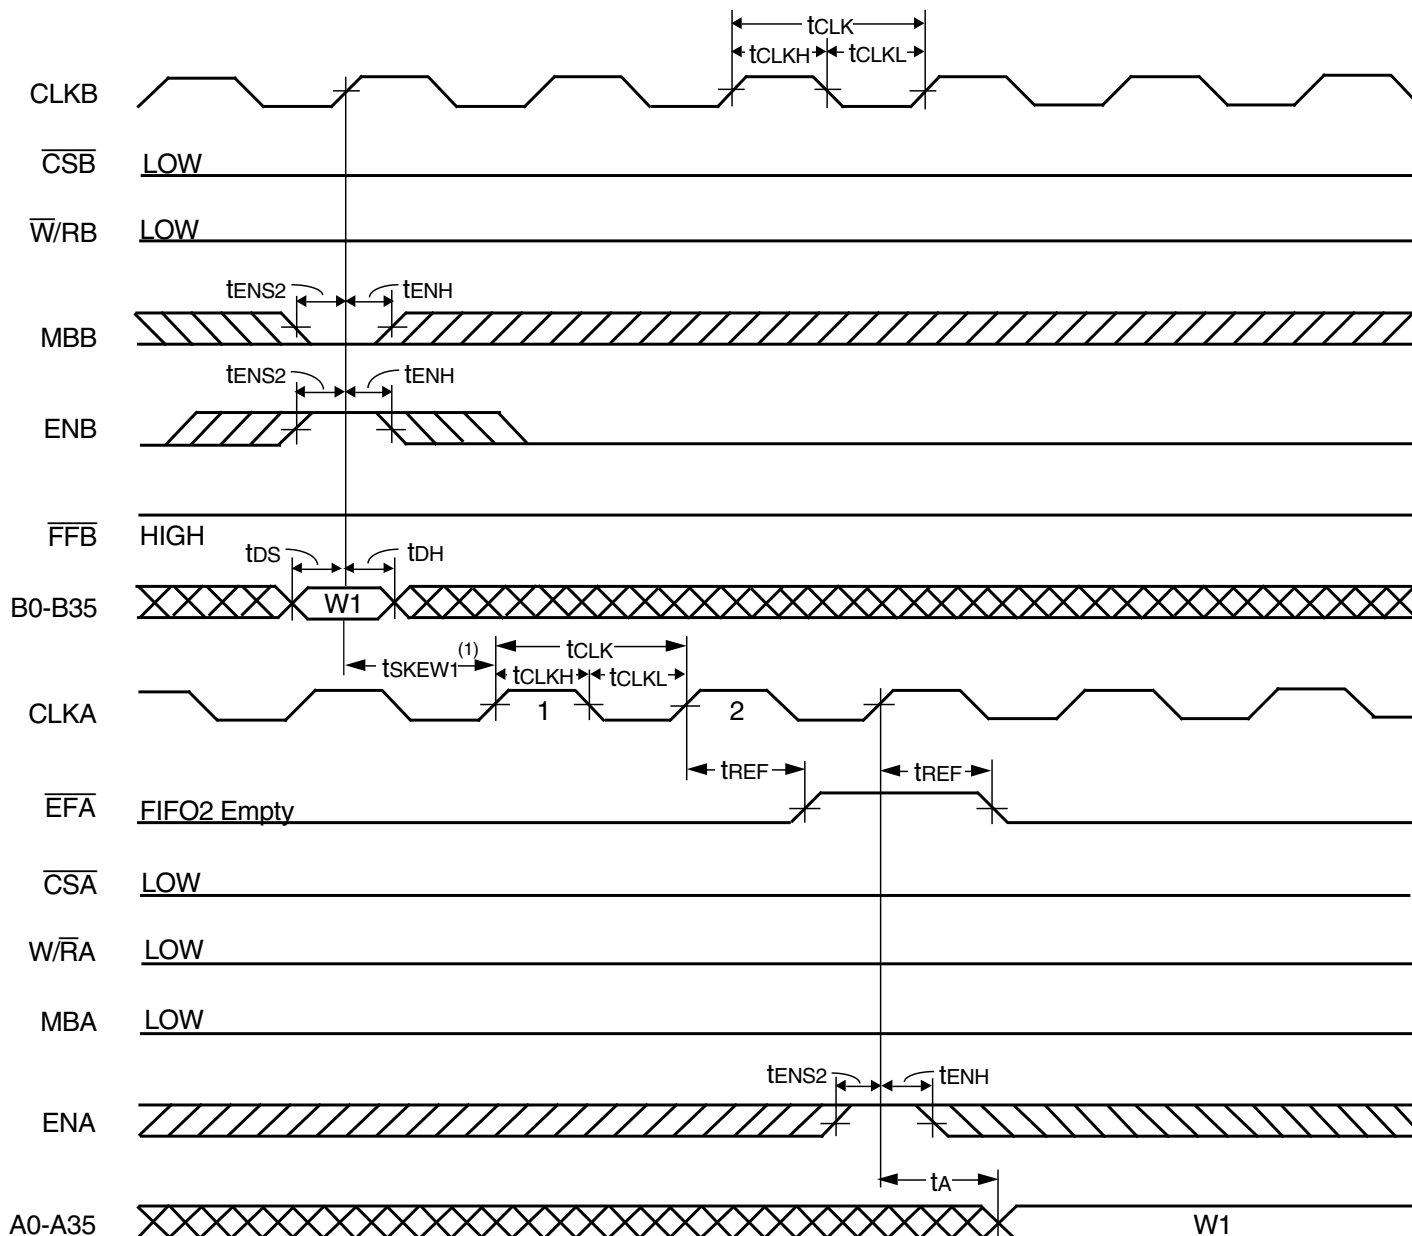 tCLK
tCLKH tCLKL
CLKB
CSB LOW
W/RB LOW
tENS2 tENH
MBB
tENS2 tENH
ENB
FFB HIGH
tDS tDH
B0-B35 W1
tSKEW1(1) tCLK
tCLKH tCLKL
CLKA 1 2
tREF tREF
EFA FIFO2 Empty
CSA LOW
W/RA LOW
MBA LOW
tENS2 tENH
ENA
tA
A0-A35 W1